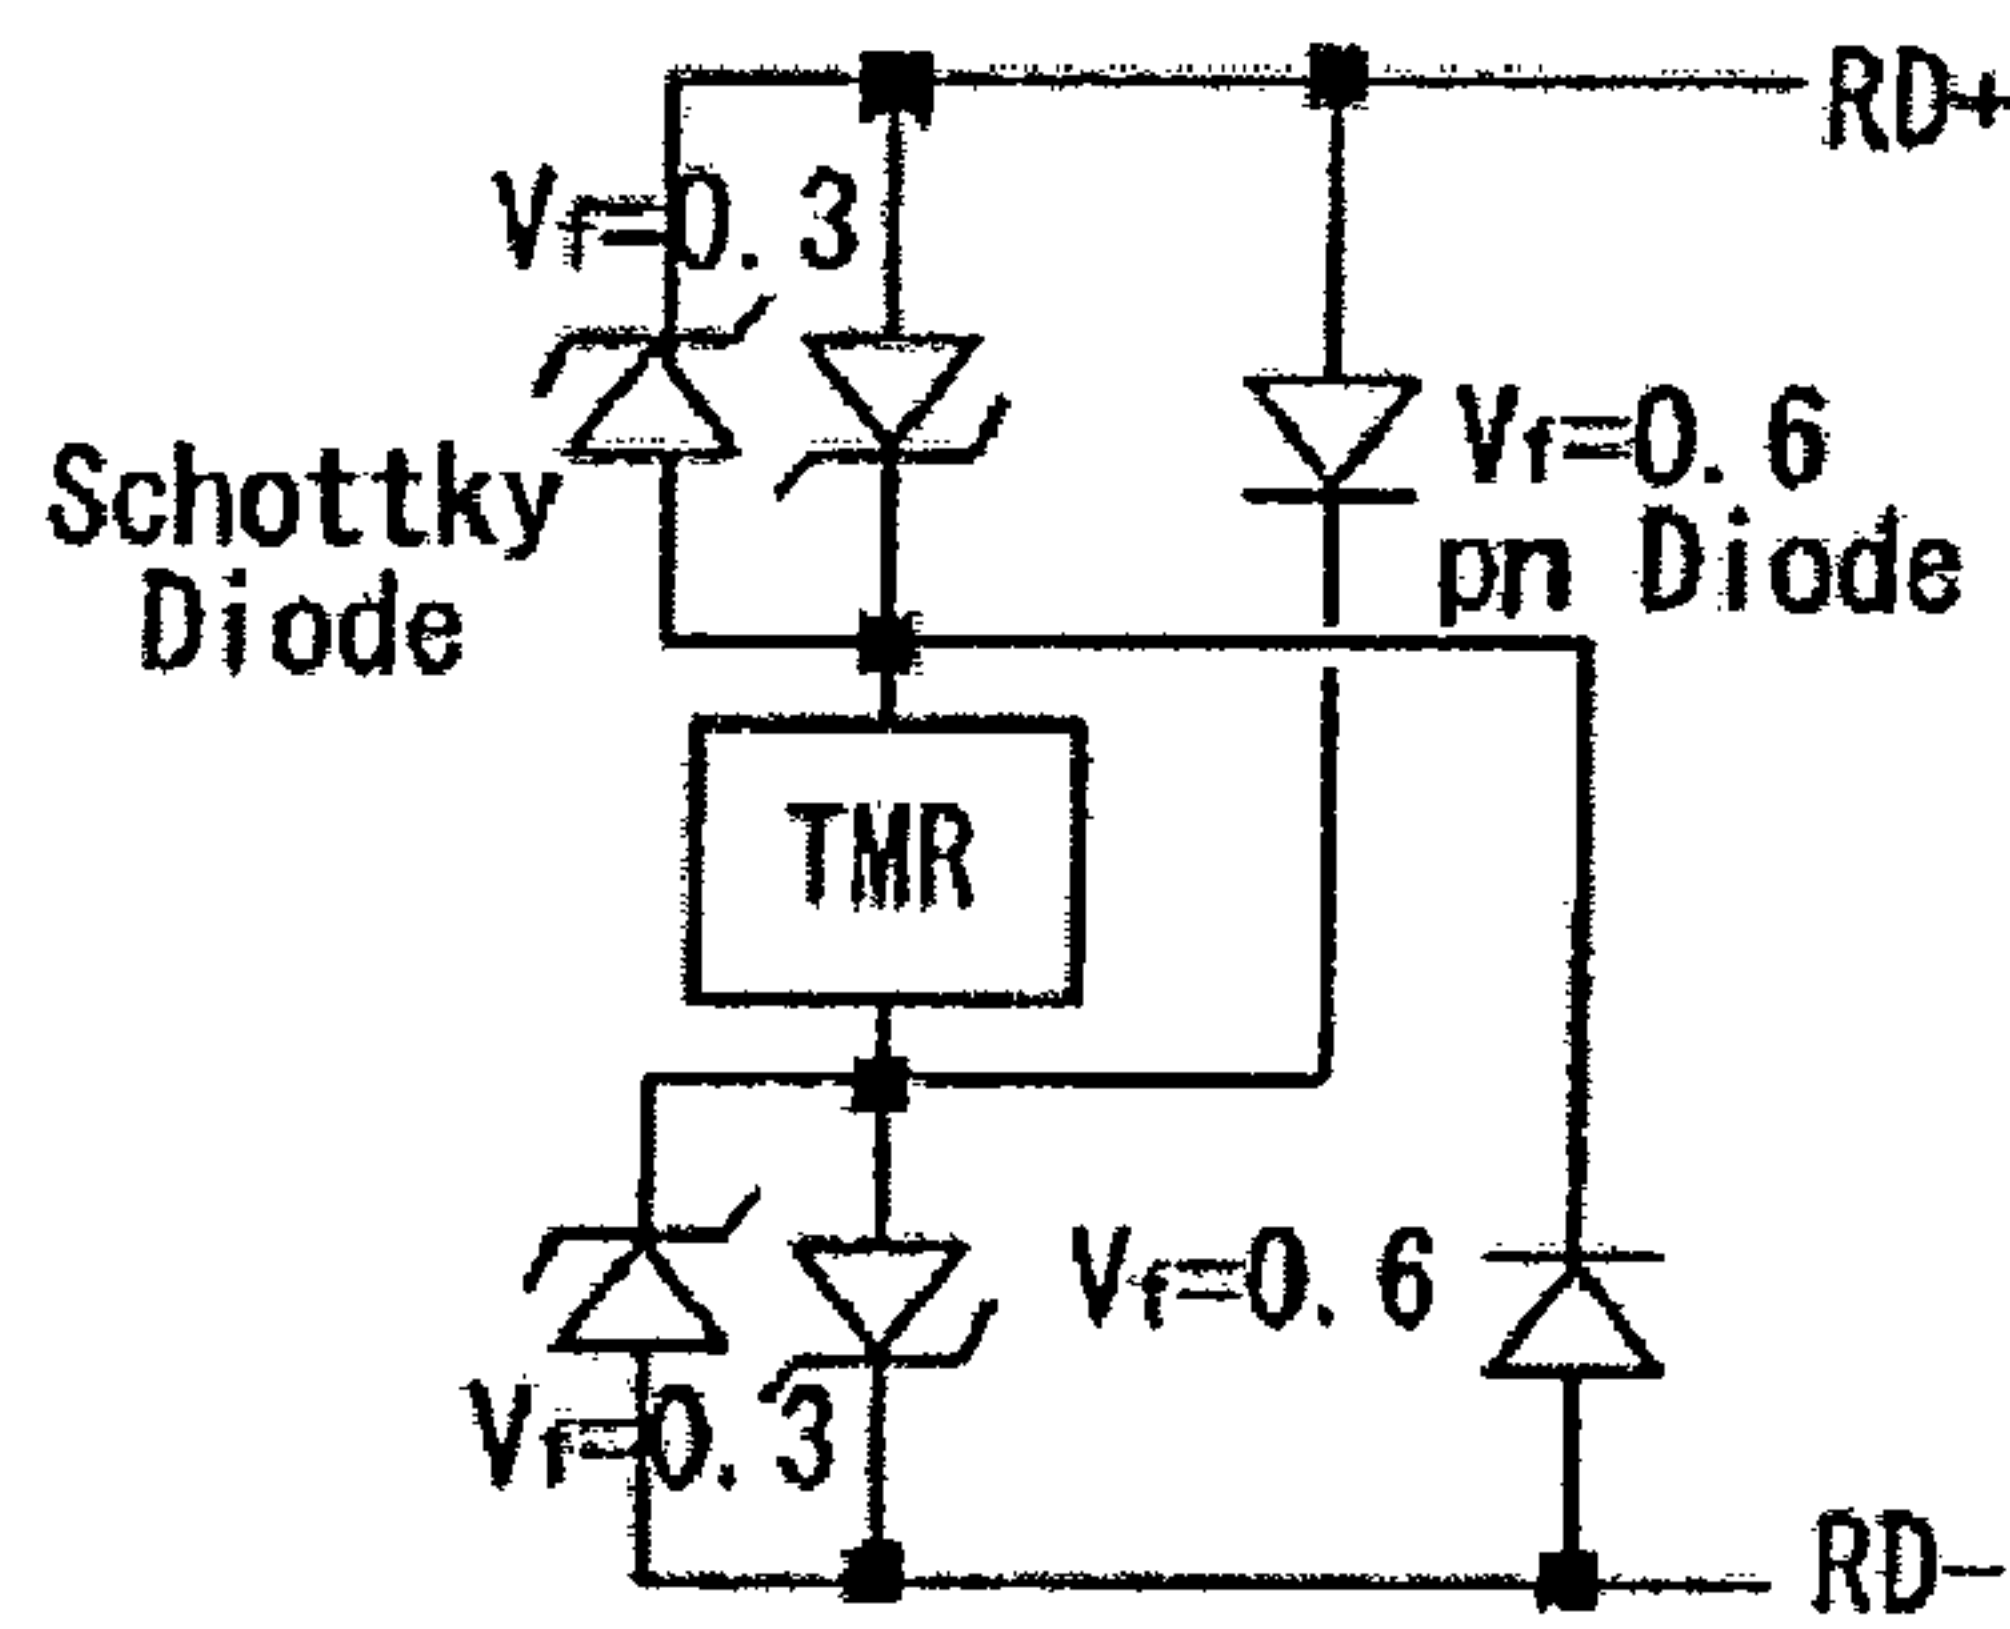 RD+
Vf=0.3
Schottky
Diode
Vf=0.6
pn Diode
TMR
Vf=0.6
Vf=0.3
RD-